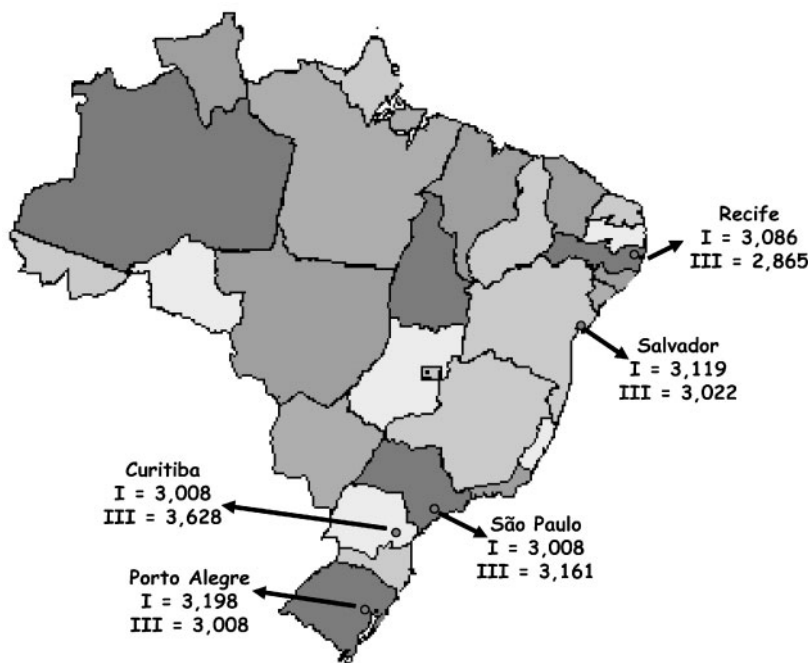 Recife
I = 3,086
III = 2,865
Salvador
I = 3,119
III = 3,022
Curitiba
I = 3,008
III = 3,628
São Paulo
I = 3,008
III = 3,161
Porto Alegre
I = 3,198
III = 3,008